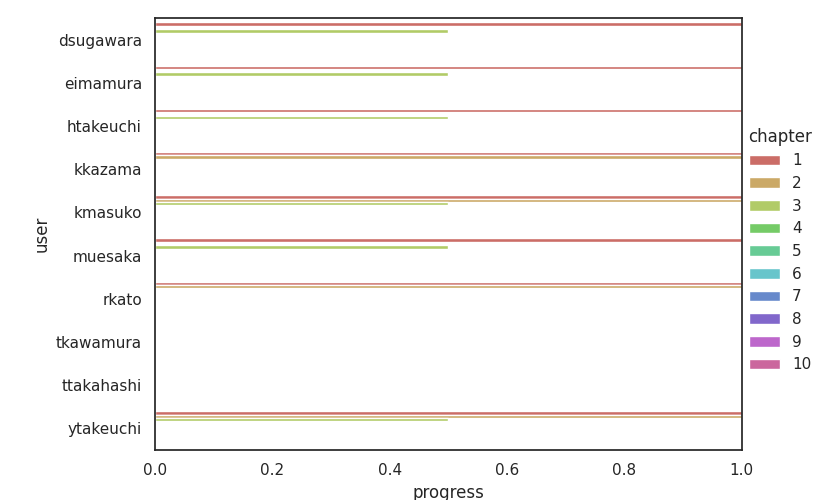 dsugawara
eimamura
htakeuchi
kkazama
kmasuko
muesaka
rkato
tkawamura
ttakahashi
ytakeuchi
user
0.0 0.2 0.4 0.6 0.8 1.0
progress
chapter
1
2
3
4
5
6
7
8
9
10